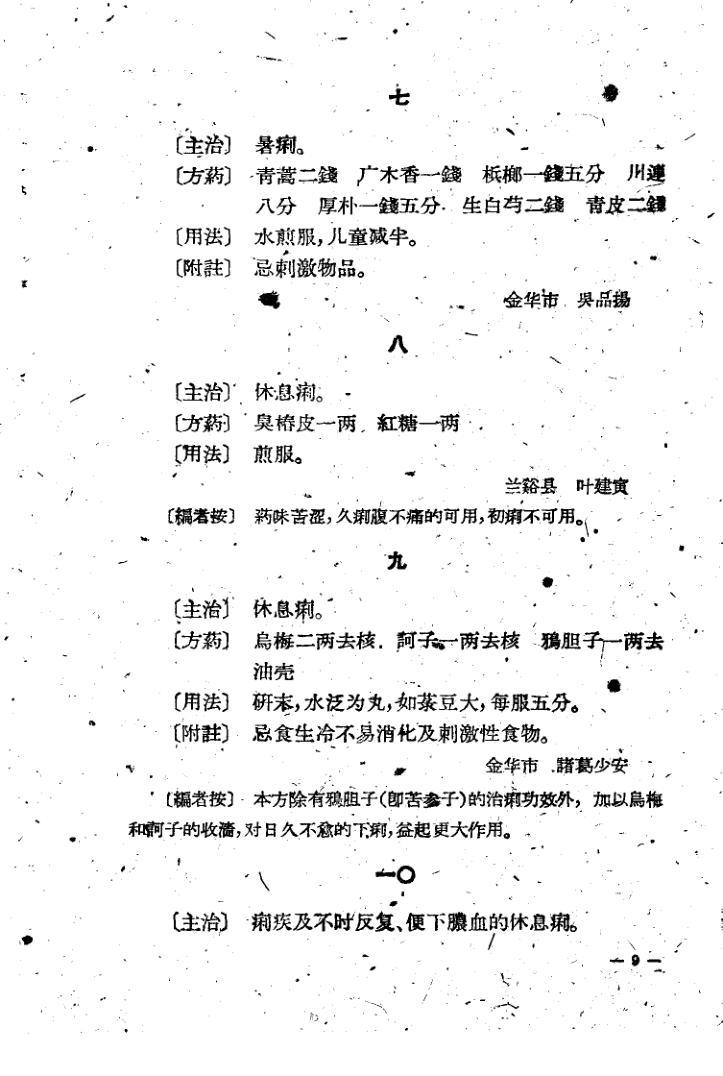 七
〔主治〕 暑痢。
〔方葯〕 青蒿二錢 广木香一錢 梹榔一錢五分 川連
八分 厚朴一錢五分 生白芍二錢 青皮二錢
〔用法〕 水煎服，儿童减半。
〔附註〕 忌刺激物品。
金华市 吳品揚
八
〔主治〕 休息痢。
〔方葯〕 臭椿皮一两 紅糖一两
〔用法〕 煎服。
兰谿县 叶建寅
〔編者按〕 葯味苦涩，久痢腹不痛的可用，初痢不可用。
九
〔主治〕 休息痢。
〔方葯〕 烏梅二两去核 訶子一两去核 鴉胆子一两去
油壳
〔用法〕 研末，水泛为丸，如菉豆大，每服五分。
〔附註〕 忌食生冷不易消化及刺激性食物。
金华市 諸葛少安
〔編者按〕 本方除有鴉胆子（卽苦參子）的治痢功效外，加以烏梅
和訶子的收濇，对日久不愈的下痢，益起更大作用。
一〇
〔主治〕 痢疾及不时反复、便下膿血的休息痢。
— 9 —